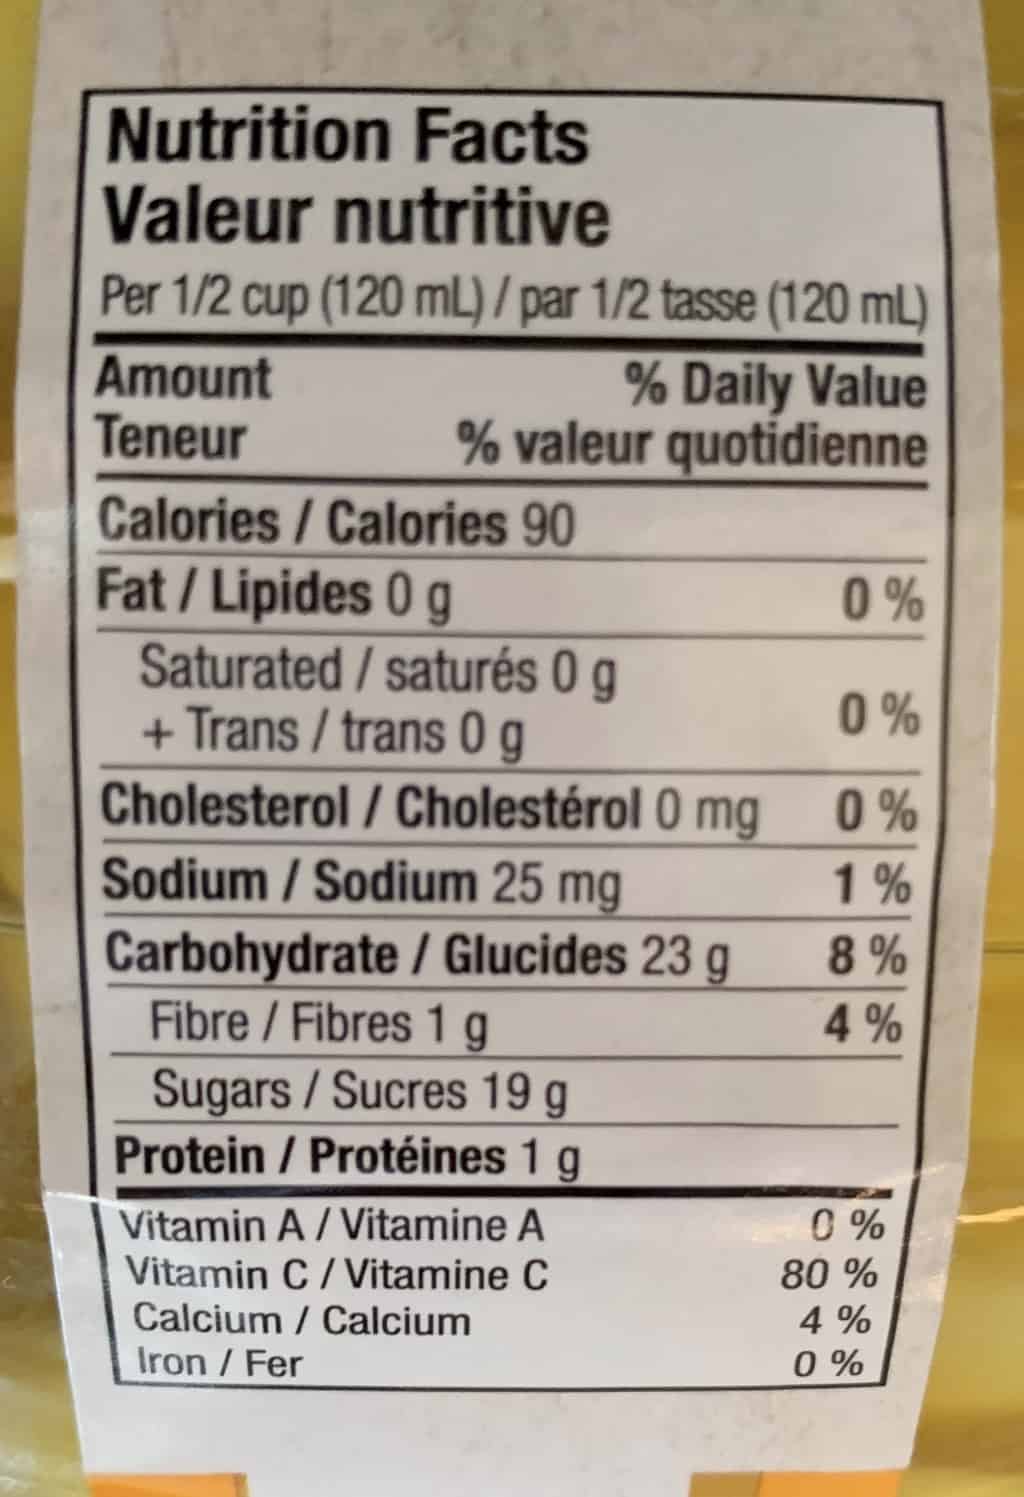 Nutrition Facts
Valeur nutritive
Per 1/2 cup (120 mL) / par 1/2 tasse (120 mL)
Amount % Daily Value
Teneur % valeur quotidienne
Calories / Calories 90
Fat / Lipides 0 g 0 %
Saturated / saturés 0 g
+ Trans / trans 0 g 0 %
Cholesterol / Cholestérol 0 mg 0 %
Sodium / Sodium 25 mg 1 %
Carbohydrate / Glucides 23 g 8 %
Fibre / Fibres 1 g 4 %
Sugars / Sucres 19 g
Protein / Protéines 1 g
Vitamin A / Vitamine A 0 %
Vitamin C / Vitamine C 80 %
Calcium / Calcium 4 %
Iron / Fer 0 %